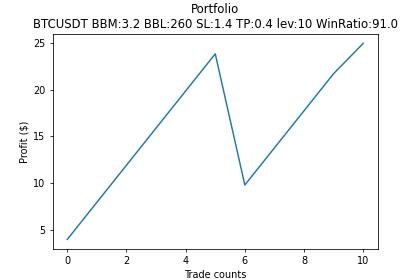 Portfolio
BTCUSDT BBM:3.2 BBL:260 SL:1.4 TP:0.4 lev:10 WinRatio:91.0
25
20
15
10
5
Profit ($)
0 2 4 6 8 10
Trade counts